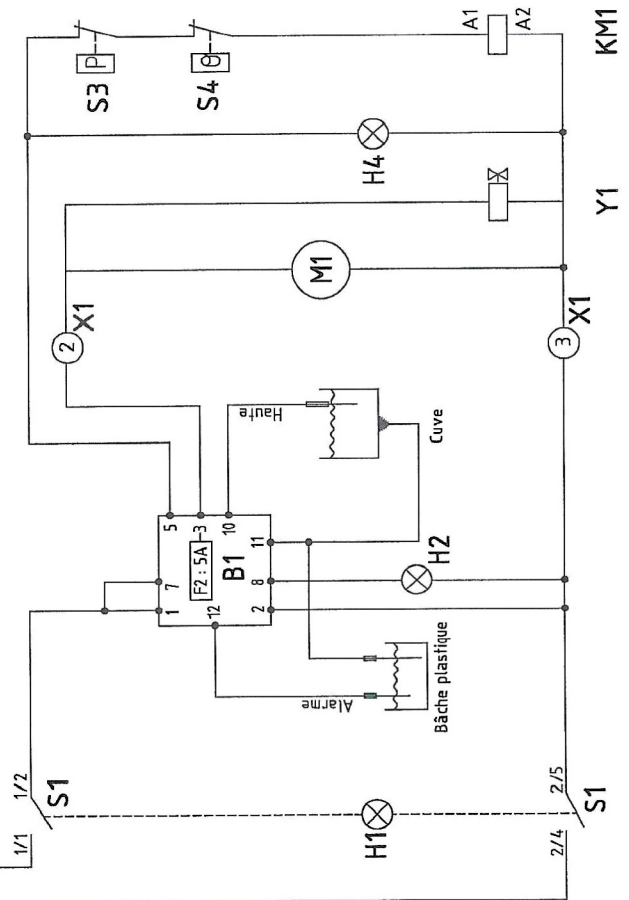 1/1
1/2
S1
H1
2/4
2/5
S1
1
7
5
F2 : 5A
3
12
B1
10
2
8
11
Alarme
Bâche plastique
H2
Haute
Cuve
2
X1
3
X1
M1
Y1
H4
P
S3
θ
S4
A1
A2
KM1